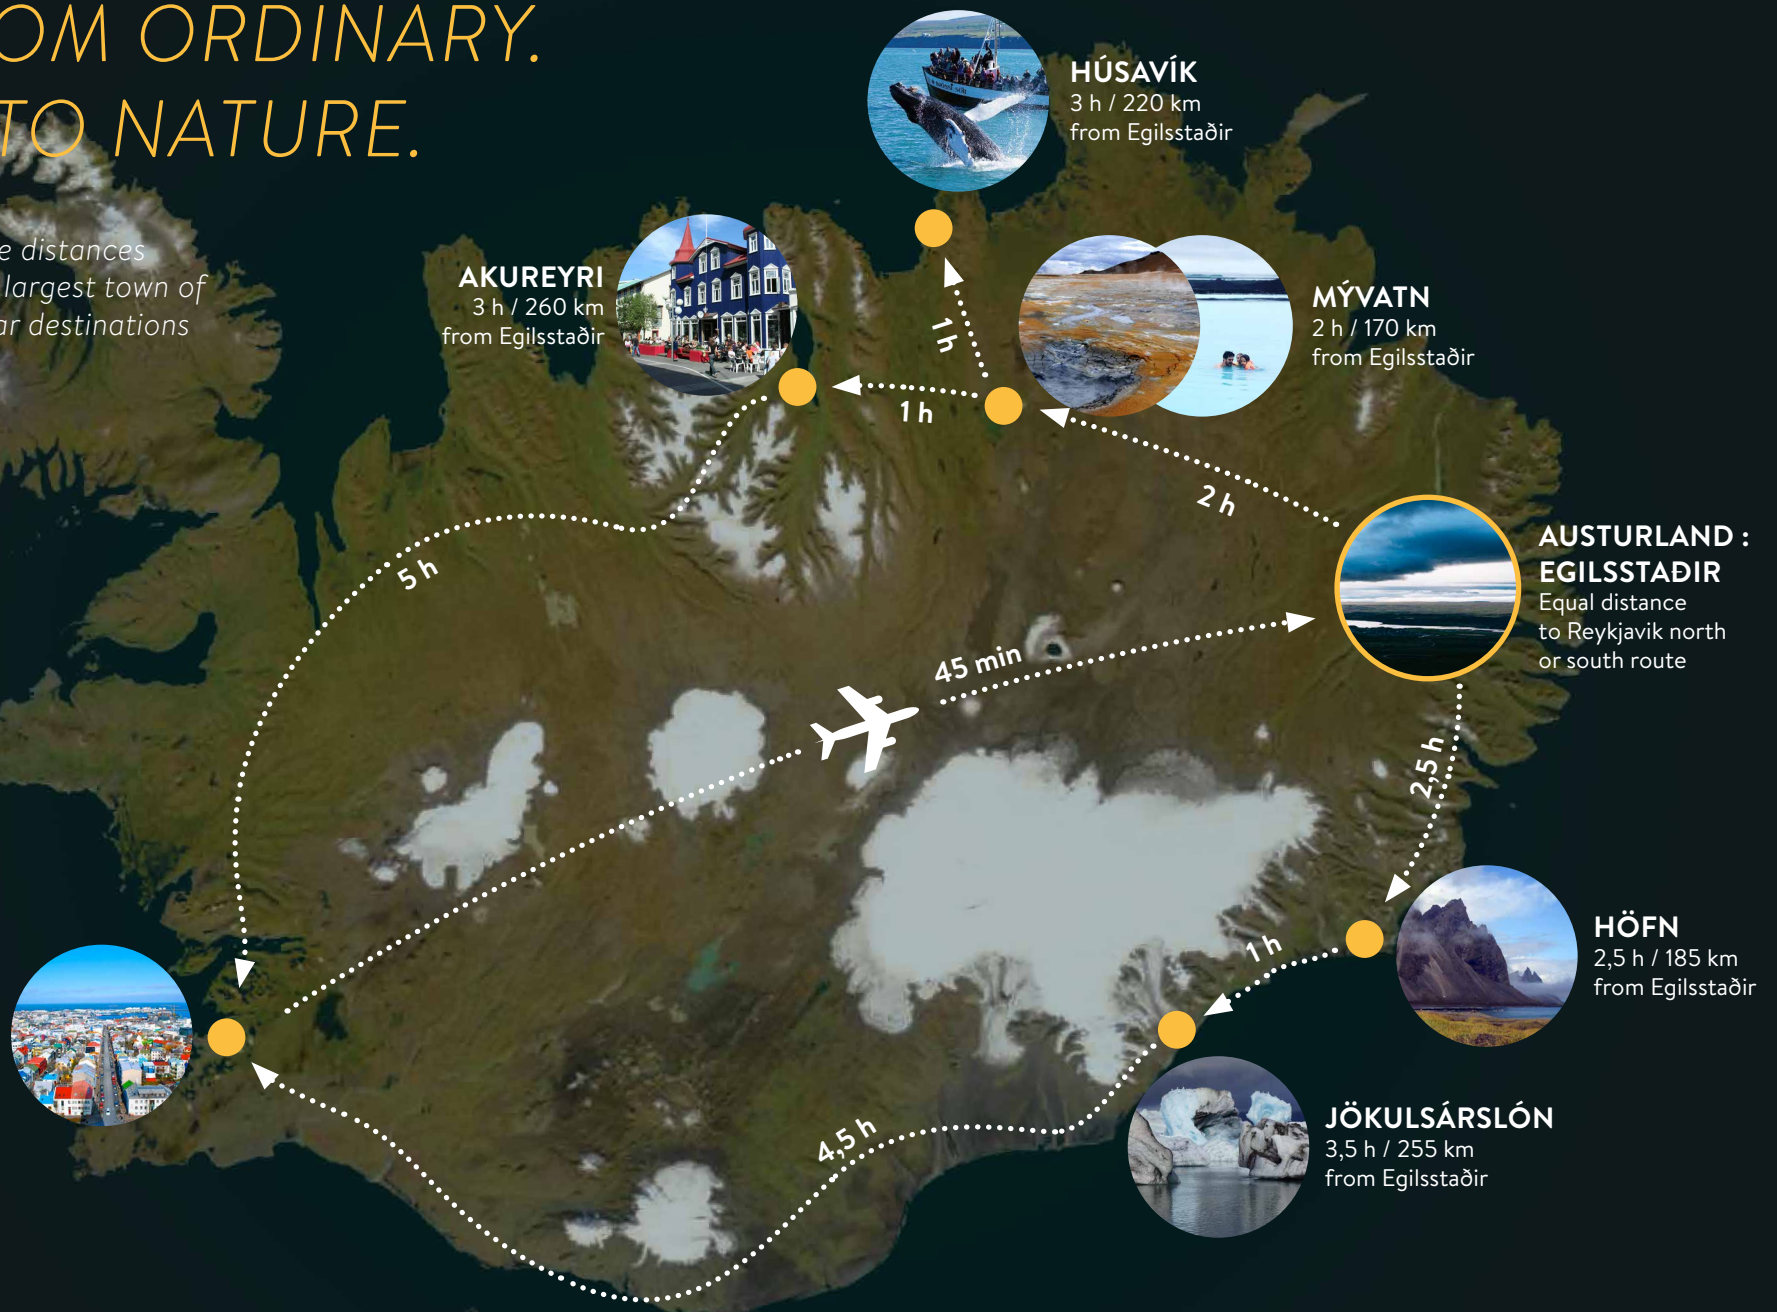 OM ORDINARY.
TO NATURE.
e distances
largest town of
ar destinations
HÚSAVÍK
3 h / 220 km
from Egilsstaðir
AKUREYRI
3 h / 260 km
from Egilsstaðir
MÝVATN
2 h / 170 km
from Egilsstaðir
1 h
1 h
2 h
AUSTURLAND :
EGILSSTAÐIR
Equal distance
to Reykjavik north
or south route
5 h
45 min
2,5 h
HÖFN
2,5 h / 185 km
from Egilsstaðir
1 h
JÖKULSÁRSLÓN
3,5 h / 255 km
from Egilsstaðir
4,5 h